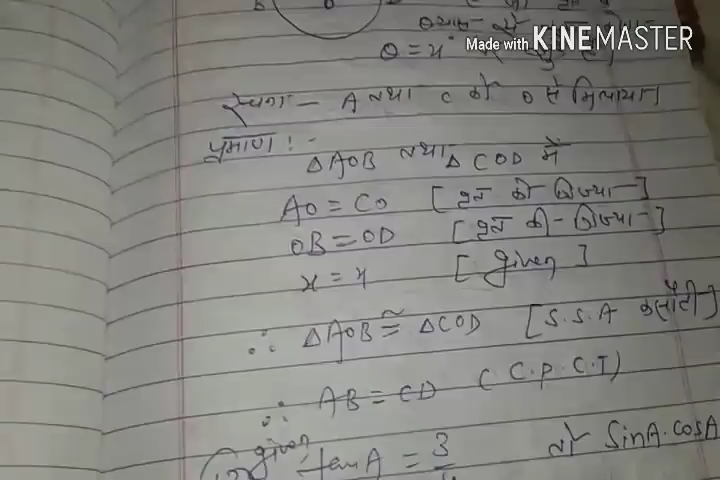 B
θ = x°
Made with KINEMASTER
रचना – A तथा C को O से मिलाया।
प्रमाण :-
△AOB तथा △COD में
AO = CO [वृत्त की त्रिज्या]
OB = OD [वृत्त की त्रिज्या]
x = x [given]
∴ △AOB ≅ △COD [S.S.A कसौटी]
∴ AB = CD (C.P.C.T)
given, tanA = 3 तो SinA.cosA